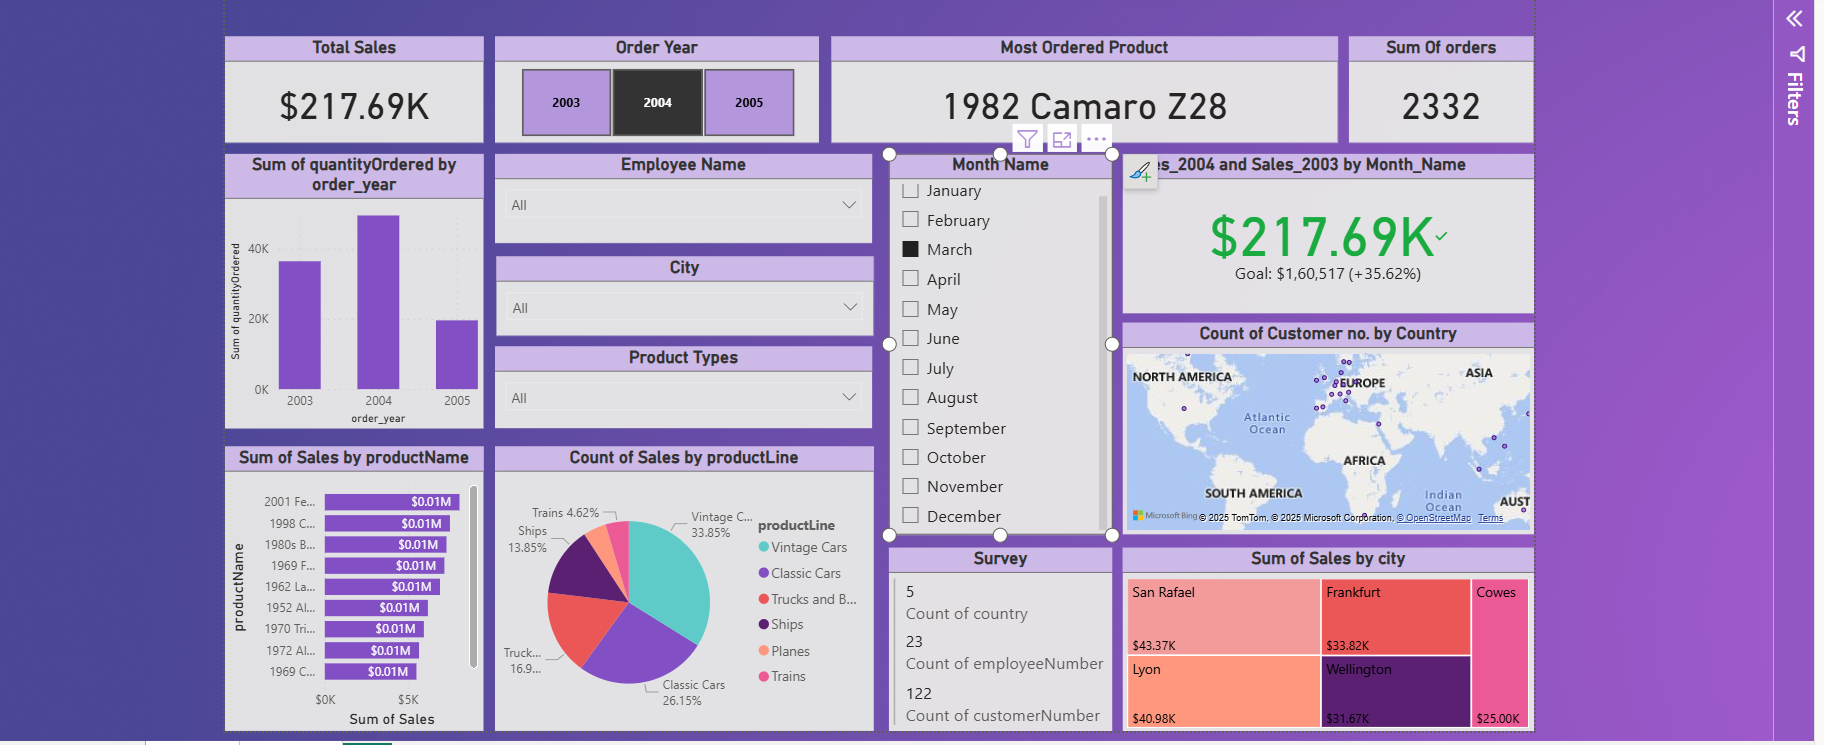 Total Sales
$217.69K
Order Year
2003
2004
2005
Most Ordered Product
1982 Camaro Z28
Sum Of orders
2332
Filters
Sum of quantityOrdered by
order_year
Sum of quantityOrdered
40K
20K
0K
2003
2004
2005
order_year
Employee Name
All
City
All
Product Types
All
Month Name
January
February
March
April
May
June
July
August
September
October
November
December
es_2004 and Sales_2003 by Month_Name
$217.69K
Goal: $1,60,517 (+35.62%)
Count of Customer no. by Country
NORTH AMERICA
EUROPE
ASIA
Atlantic
Ocean
AFRICA
SOUTH AMERICA
Indian
Ocean
AUST
Microsoft Bing
© 2025 TomTom, © 2025 Microsoft Corporation, © OpenStreetMap Terms
Sum of Sales by productName
productName
2001 Fe... $0.01M
1998 C... $0.01M
1980s B... $0.01M
1969 F... $0.01M
1962 La... $0.01M
1952 Al... $0.01M
1970 Tri... $0.01M
1972 Al... $0.01M
1969 C... $0.01M
$0K
$5K
Sum of Sales
Count of Sales by productLine
Trains 4.62%
Ships
13.85%
Vintage C...
33.85%
Truck...
16.9...
Classic Cars
26.15%
productLine
Vintage Cars
Classic Cars
Trucks and B...
Ships
Planes
Trains
Survey
5
Count of country
23
Count of employeeNumber
122
Count of customerNumber
Sum of Sales by city
San Rafael
$43.37K
Lyon
$40.98K
Frankfurt
$33.82K
Wellington
$31.67K
Cowes
$25.00K